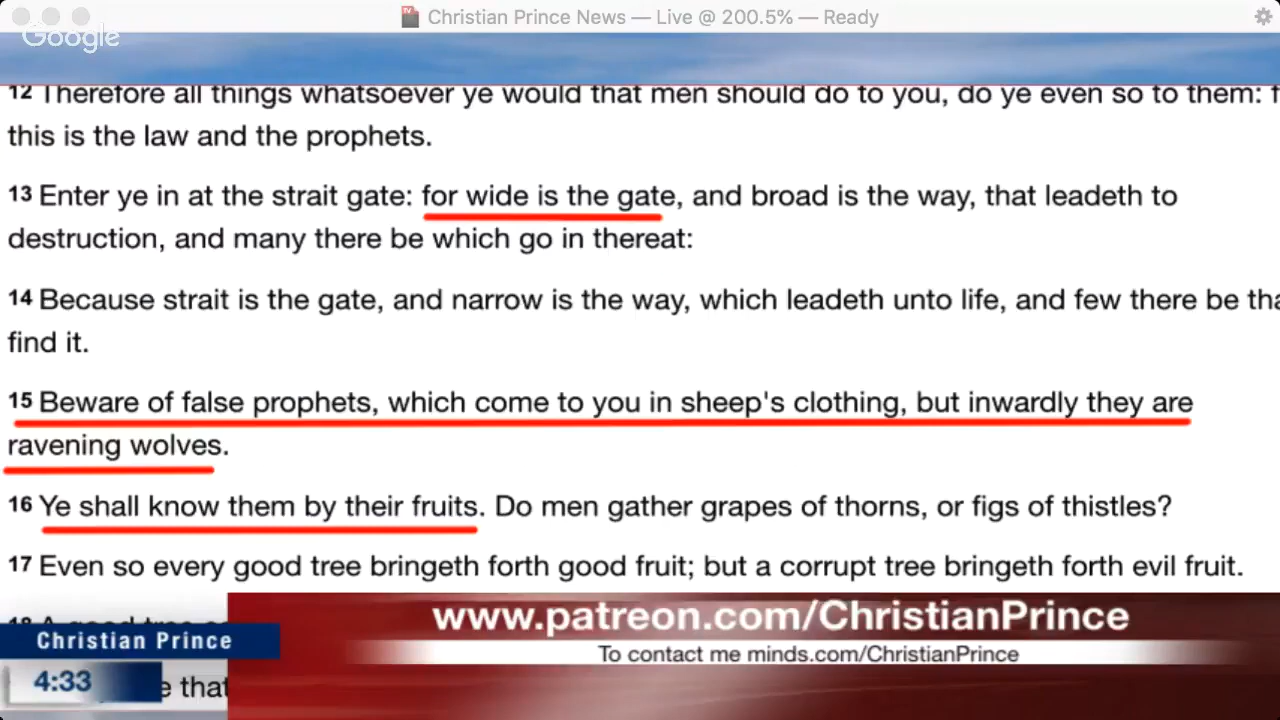 Christian Prince News — Live @ 200.5% — Ready
Google
12 Therefore all things whatsoever ye would that men should do to you, do ye even so to them: f
this is the law and the prophets.
13 Enter ye in at the strait gate: for wide is the gate, and broad is the way, that leadeth to
destruction, and many there be which go in thereat:
14 Because strait is the gate, and narrow is the way, which leadeth unto life, and few there be tha
find it.
15 Beware of false prophets, which come to you in sheep's clothing, but inwardly they are
ravening wolves.
16 Ye shall know them by their fruits. Do men gather grapes of thorns, or figs of thistles?
17 Even so every good tree bringeth forth good fruit; but a corrupt tree bringeth forth evil fruit.
18 A good tree
www.patreon.com/ChristianPrince
Christian Prince
To contact me minds.com/ChristianPrince
4:33
that